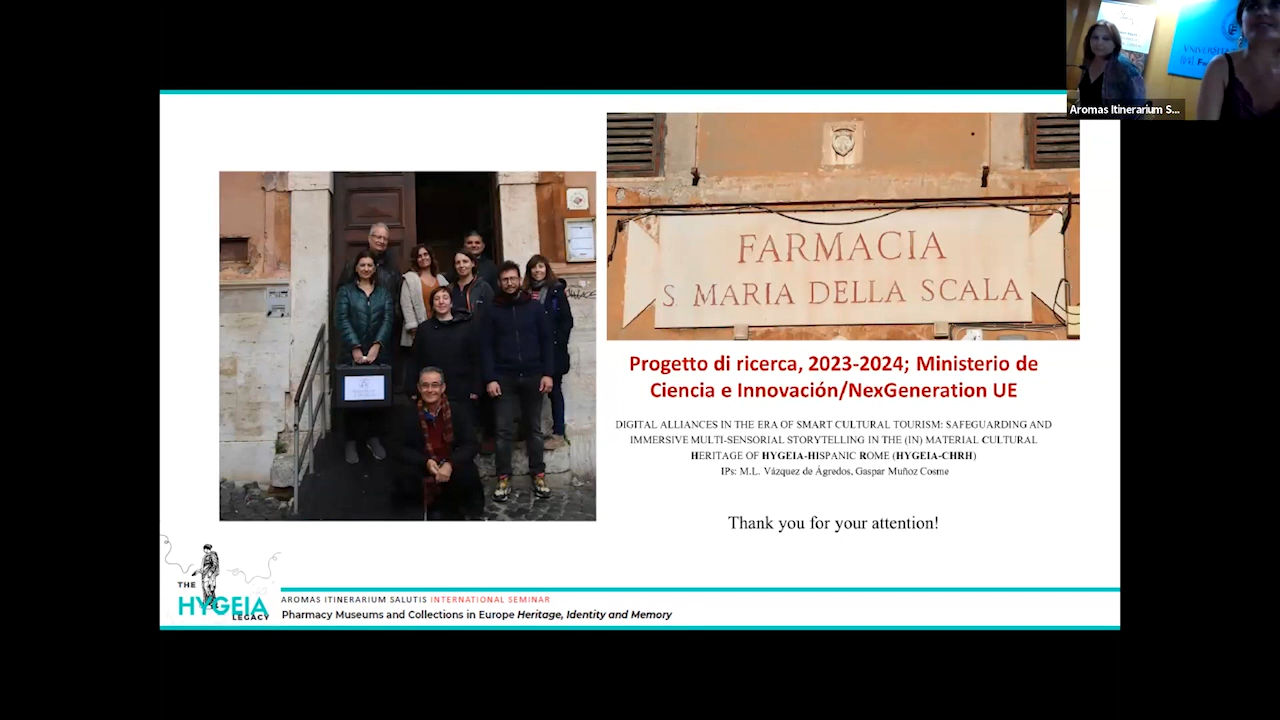 Aromas Itinerarium S...
FARMACIA
S MARIA DELLA SCALA
Progetto di ricerca, 2023-2024; Ministerio de
Ciencia e Innovación/NexGeneration UE
DIGITAL ALLIANCES IN THE ERA OF SMART CULTURAL TOURISM: SAFEGUARDING AND
IMMERSIVE MULTI-SENSORIAL STORYTELLING IN THE (IN) MATERIAL CULTURAL
HERITAGE OF HYGEIA-HISPANIC ROME (HYGEIA-CHRH)
IPs: M.L. Vázquez de Ágredos, Gaspar Muñoz Cosme
Thank you for your attention!
THE
HYGEIA
LEGACY
AROMAS ITINERARIUM SALUTIS INTERNATIONAL SEMINAR
Pharmacy Museums and Collections in Europe Heritage, Identity and Memory